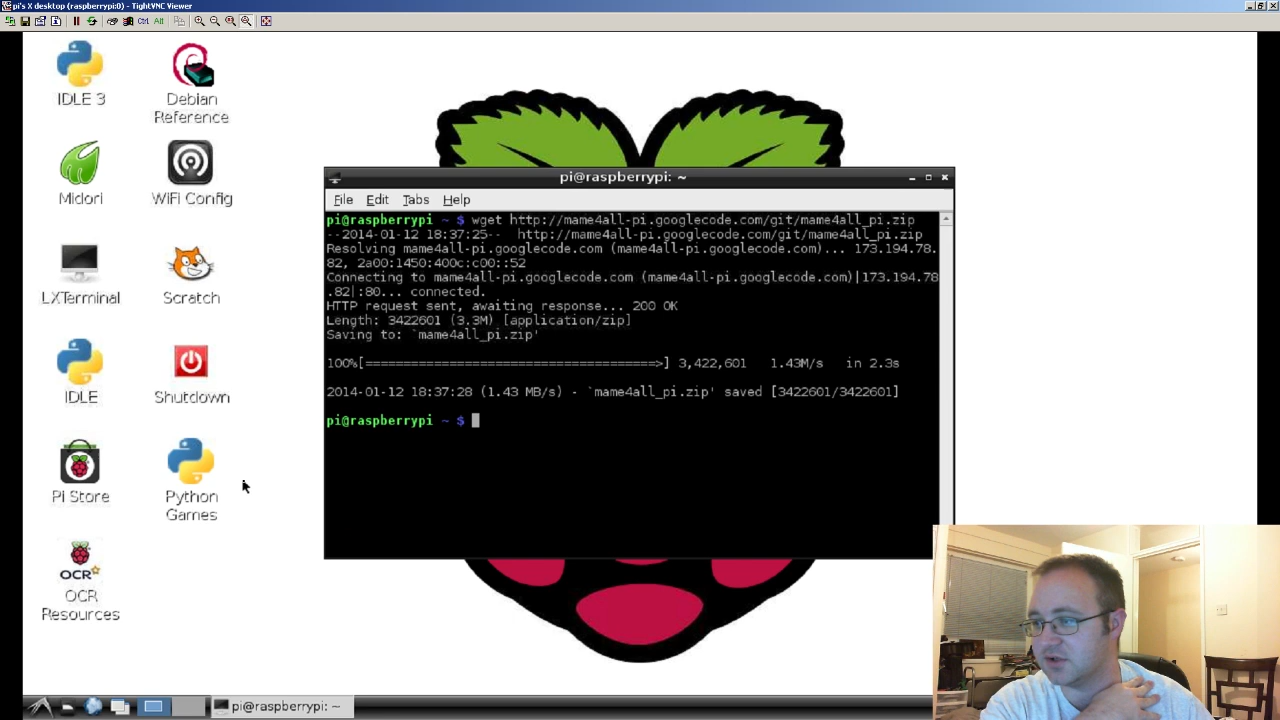 pi's X desktop (raspberrypi:0) - TightVNC Viewer
Ctrl Alt
IDLE 3
Debian
Reference
Midori
WiFi Config
LXTerminal
Scratch
IDLE
Shutdown
Pi Store
Python
Games
OCR
OCR
Resources
pi@raspberrypi: ~
File Edit Tabs Help
pi@raspberrypi ~ $ wget http://mame4all-pi.googlecode.com/git/mame4all_pi.zip
--2014-01-12 18:37:25--  http://mame4all-pi.googlecode.com/git/mame4all_pi.zip
Resolving mame4all-pi.googlecode.com (mame4all-pi.googlecode.com)... 173.194.78.
82, 2a00:1450:400c:c00::52
Connecting to mame4all-pi.googlecode.com (mame4all-pi.googlecode.com)|173.194.78
.82|:80... connected.
HTTP request sent, awaiting response... 200 OK
Length: 3422601 (3.3M) [application/zip]
Saving to: `mame4all_pi.zip'
100%[======================================>] 3,422,601   1.43M/s   in 2.3s
2014-01-12 18:37:28 (1.43 MB/s) - `mame4all_pi.zip' saved [3422601/3422601]
pi@raspberrypi ~ $
pi@raspberrypi: ~